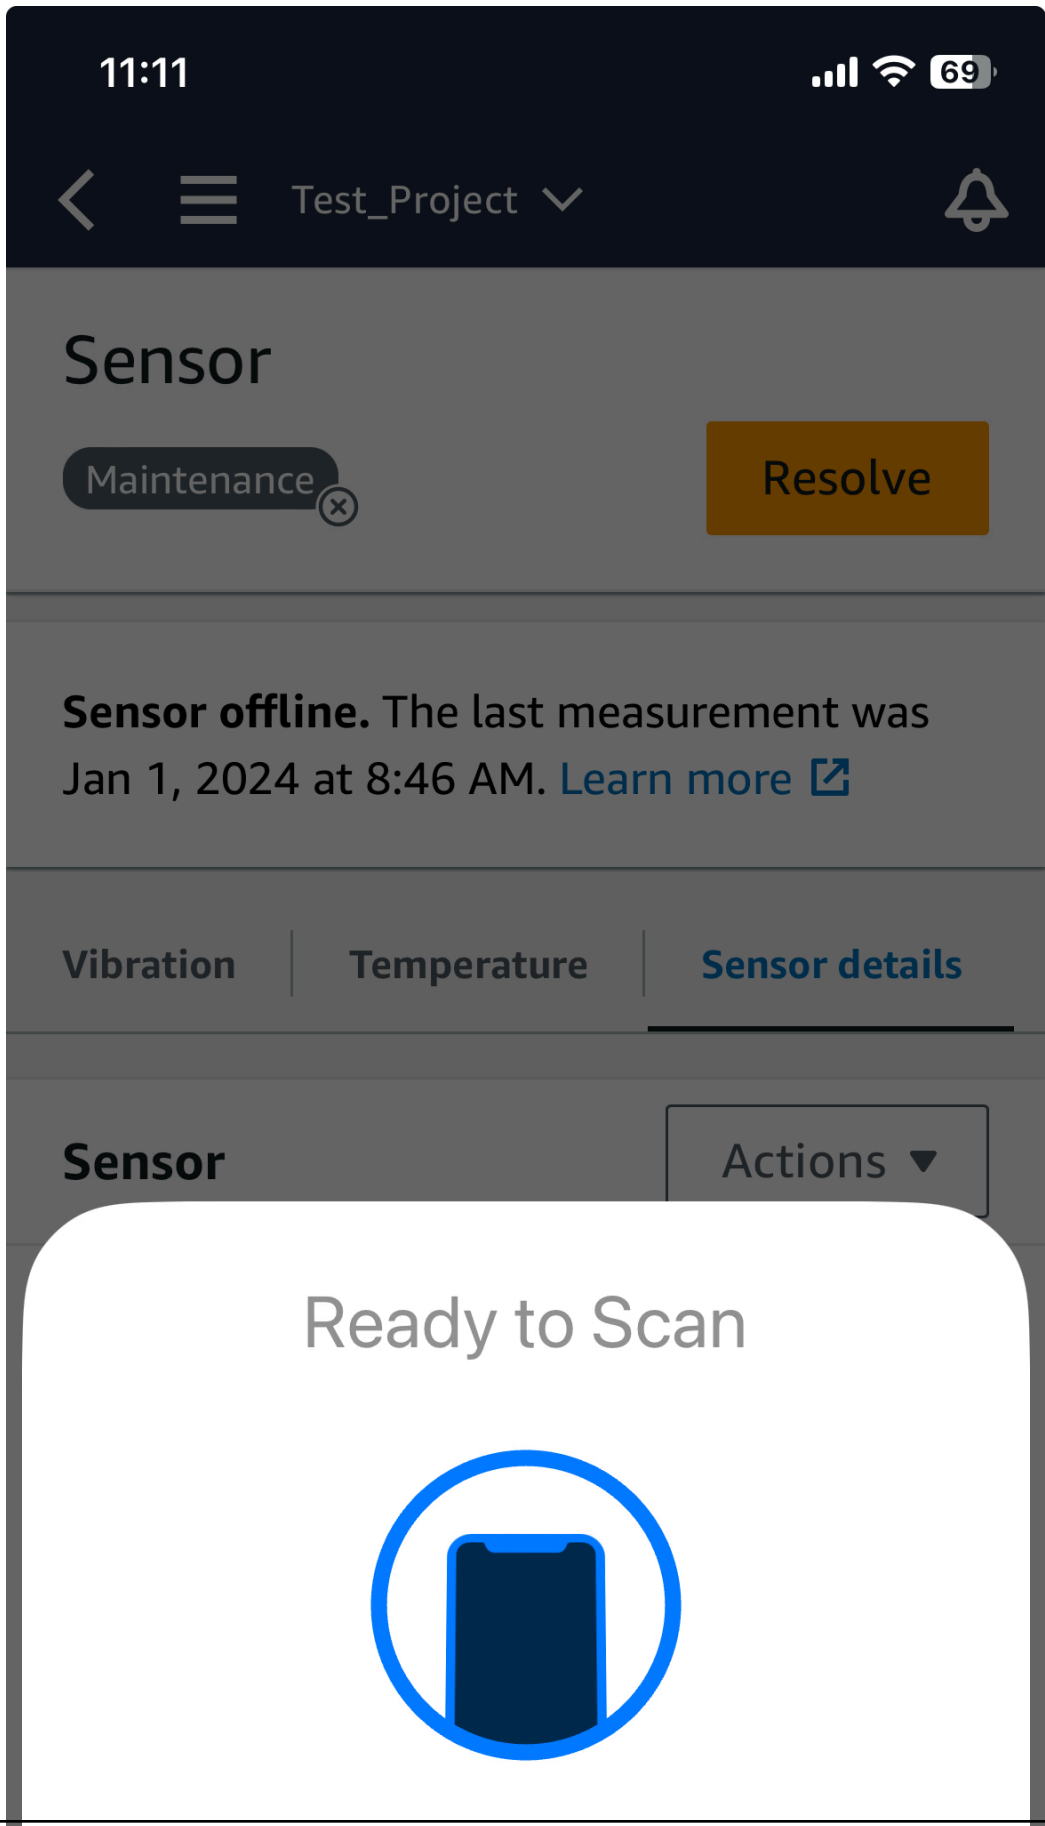 11:11
69
Test_Project
Sensor
Maintenance
Resolve
Sensor offline. The last measurement was
Jan 1, 2024 at 8:46 AM. Learn more
Vibration
Temperature
Sensor details
Sensor
Actions
Ready to Scan